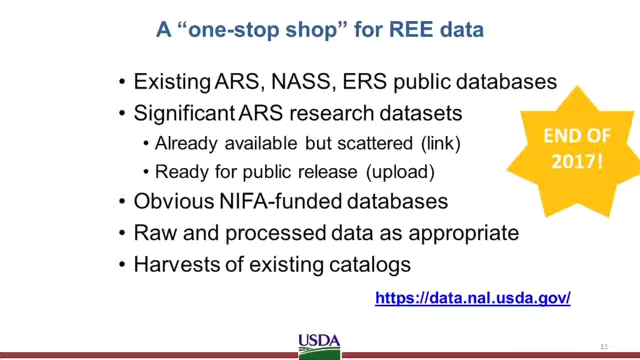 A “one-stop shop” for REE data
• Existing ARS, NASS, ERS public databases
• Significant ARS research datasets
• Already available but scattered (link)
• Ready for public release (upload)
• Obvious NIFA-funded databases
• Raw and processed data as appropriate
• Harvests of existing catalogs
END OF
2017!
https://data.nal.usda.gov/
USDA
15